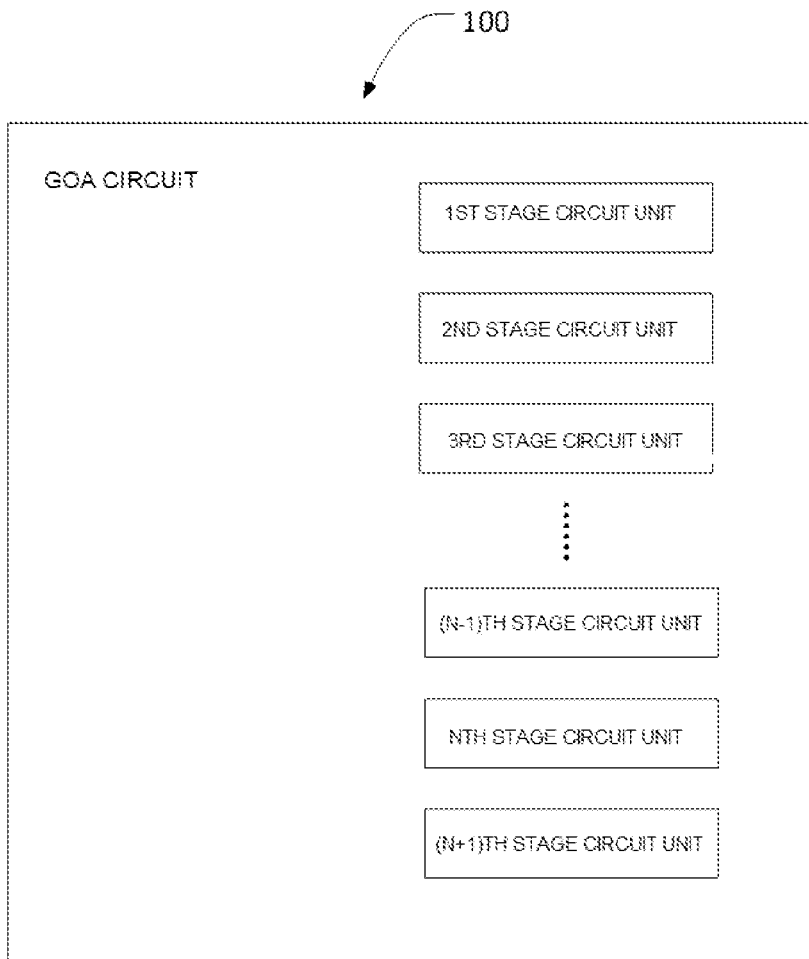 100
GOA CIRCUIT
1ST STAGE CIRCUIT UNIT
2ND STAGE CIRCUIT UNIT
3RD STAGE CIRCUIT UNIT
(N-1)TH STAGE CIRCUIT UNIT
NTH STAGE CIRCUIT UNIT
(N+1)TH STAGE CIRCUIT UNIT